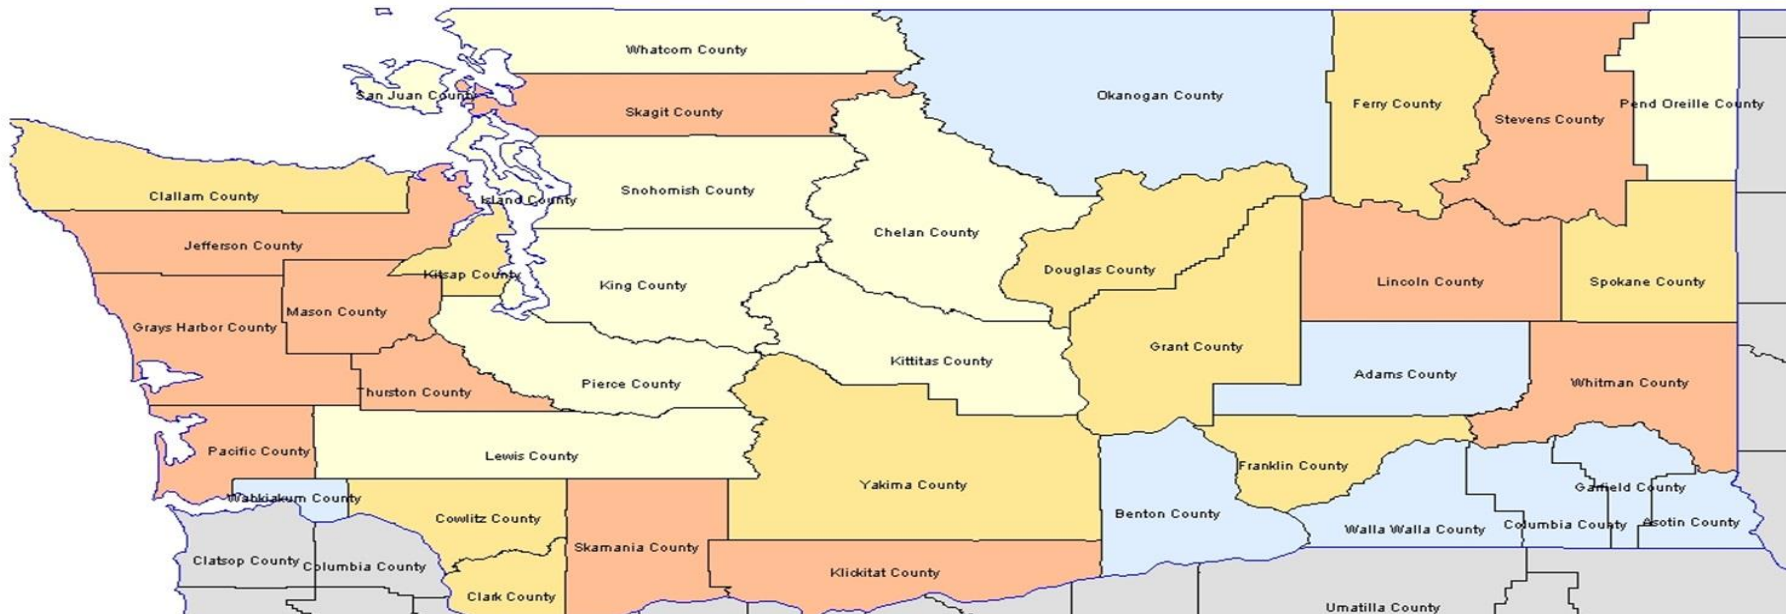 Whatcom County
San Juan County
Skagit County
Okanogan County
Ferry County
Stevens County
Pend Oreille County
Clallam County
Island County
Snohomish County
Jefferson County
Kitsap County
King County
Chelan County
Douglas County
Lincoln County
Spokane County
Mason County
Grays Harbor County
Pierce County
Kittitas County
Grant County
Adams County
Whitman County
hurston County
Pacific County
Lewis County
Yakima County
Franklin County
Wahkiakum County
Cowlitz County
Benton County
Walla Walla County
Columbia County
Garfield County
Asotin County
Clatsop County
Columbia County
Skamania County
Klickitat County
Clark County
Umatilla County